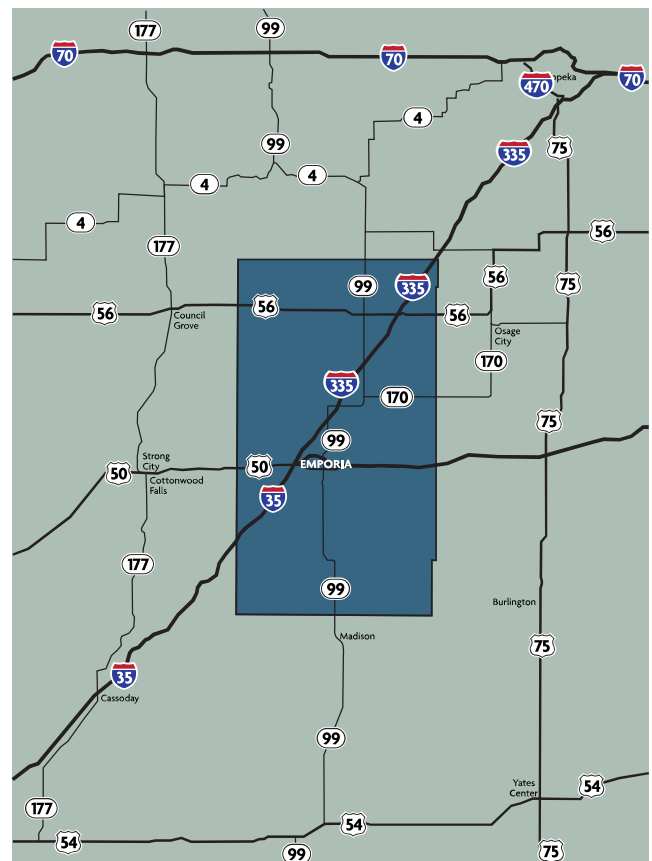 177
99
70
70
470
opeka
70
4
99
335
75
4
4
4
56
177
56
99
335
75
56
56
56
Council
Grove
Osage
City
170
335
170
75
99
Strong
City
50
50
EMPORIA
Cottonwood
Falls
35
177
99
Burlington
Madison
75
35
Cassoday
99
Yates
Center
54
177
54
54
99
75